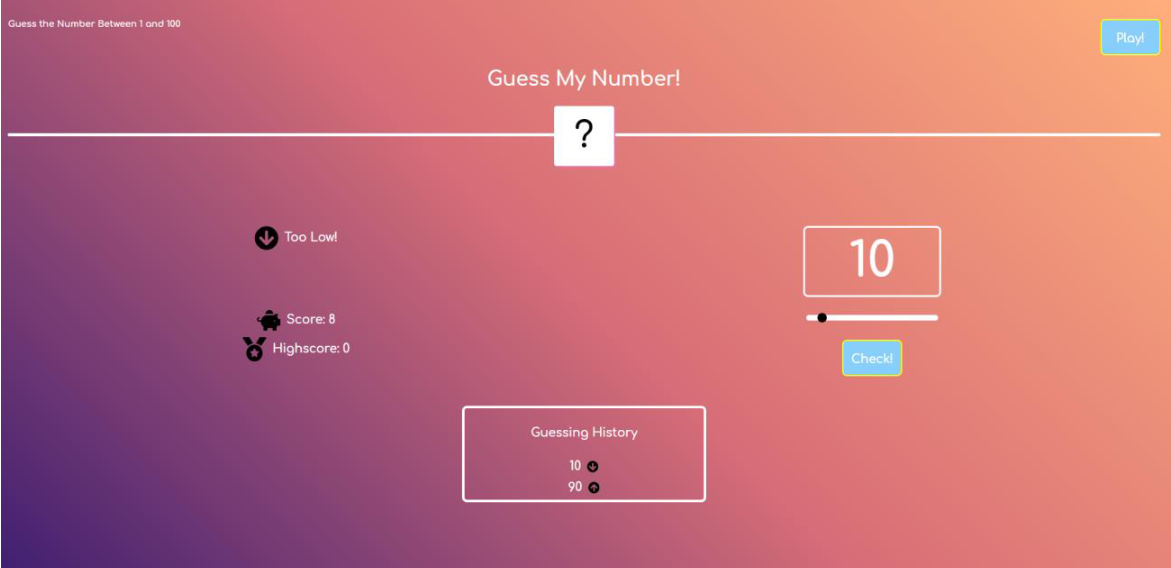 Guess the Number Between 1 and 100
Play!
Guess My Number!
?
Too Low!
10
Score: 8
Highscore: 0
Check!
Guessing History
10
90